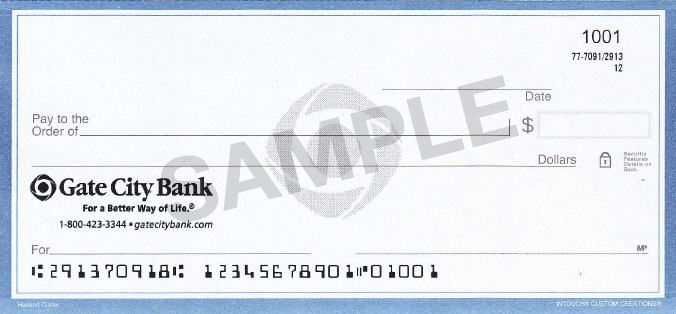 1001
77-7091/2913
12
Date
Pay to the
Order of
$
SAMPLE
Dollars
Security
Features
Details on
Back.
Gate City Bank
For a Better Way of Life.®
1-800-423-3344 • gatecitybank.com
For
MP
⑆291370918⑆ 12345678901⑈01001
Harland Clarke
INTOUCH® CUSTOM CREATIONS®